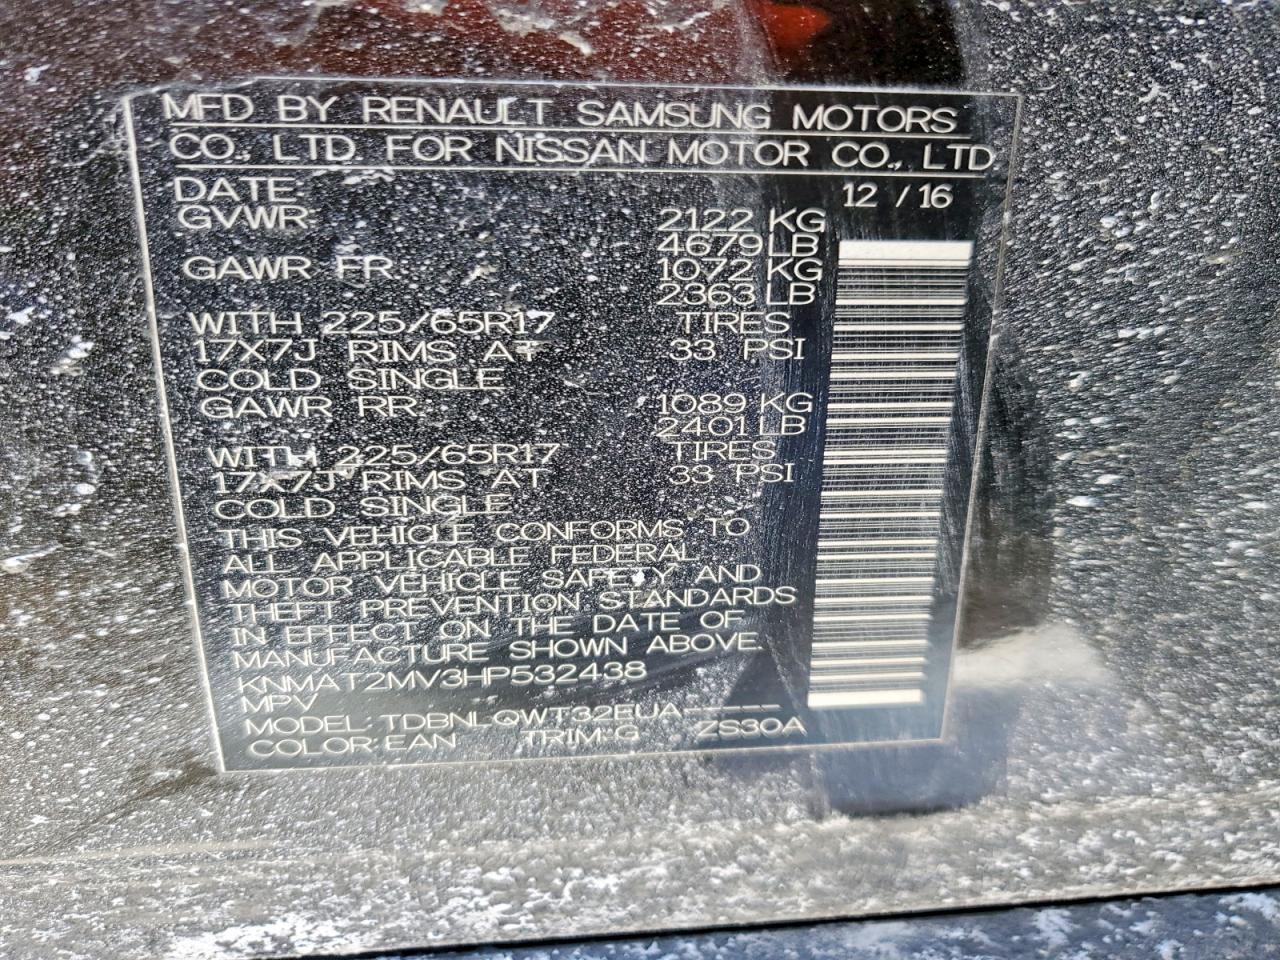 MFD BY RENAULT SAMSUNG MOTORS
CO., LTD. FOR NISSAN MOTOR CO., LTD
DATE: 12 / 16
GVWR: 2122 KG
4679 LB
GAWR FR. 1072 KG
2363 LB
WITH 225/65R17 TIRES
17X7J RIMS AT 33 PSI
COLD SINGLE
GAWR RR. 1089 KG
2401 LB
WITH 225/65R17 TIRES
17X7J RIMS AT 33 PSI
COLD SINGLE
THIS VEHICLE CONFORMS TO
ALL APPLICABLE FEDERAL
MOTOR VEHICLE SAFETY AND
THEFT PREVENTION STANDARDS
IN EFFECT ON THE DATE OF
MANUFACTURE SHOWN ABOVE.
KNMAT2MV3HP532438
MPV
MODEL: TDBNLQWT32EUA-----
COLOR: EAN TRIM: G ZS30A